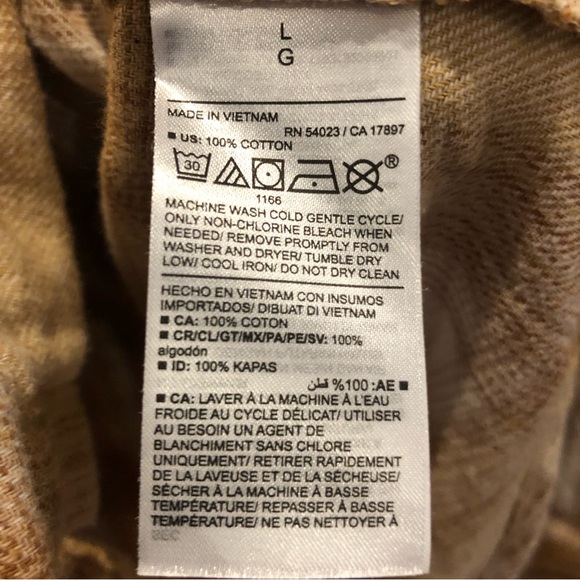 L
G
MADE IN VIETNAM
RN 54023 / CA 17897
■ US: 100% COTTON
30
®
1166
MACHINE WASH COLD GENTLE CYCLE/
ONLY NON-CHLORINE BLEACH WHEN
NEEDED/ REMOVE PROMPTLY FROM
WASHER AND DRYER/ TUMBLE DRY
LOW/ COOL IRON/ DO NOT DRY CLEAN
HECHO EN VIETNAM CON INSUMOS
IMPORTADOS/ DIBUAT DI VIETNAM
■ CA: 100% COTON
■ CR/CL/GT/MX/PA/PE/SV: 100%
algodón
■ ID: 100% KAPAS
■ AE: 100% قطن
■ CA: LAVER À LA MACHINE À L'EAU
FROIDE AU CYCLE DÉLICAT/ UTILISER
AU BESOIN UN AGENT DE
BLANCHIMENT SANS CHLORE
UNIQUEMENT/ RETIRER RAPIDEMENT
DE LA LAVEUSE ET DE LA SÉCHEUSE/
SÉCHER À LA MACHINE À BASSE
TEMPÉRATURE/ REPASSER À BASSE
TEMPÉRATURE/ NE PAS NETTOYER À
SEC